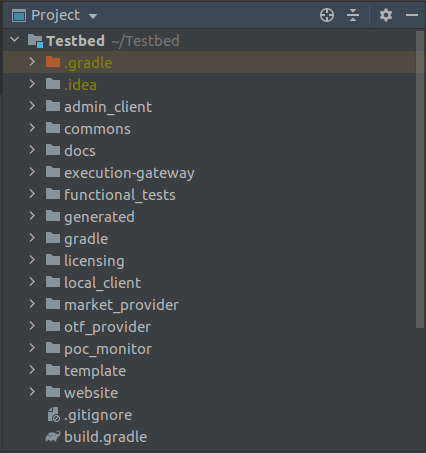 Project
Testbed ~/Testbed
.gradle
.idea
admin_client
commons
docs
execution-gateway
functional_tests
generated
gradle
licensing
local_client
market_provider
otf_provider
poc_monitor
template
website
.gitignore
build.gradle